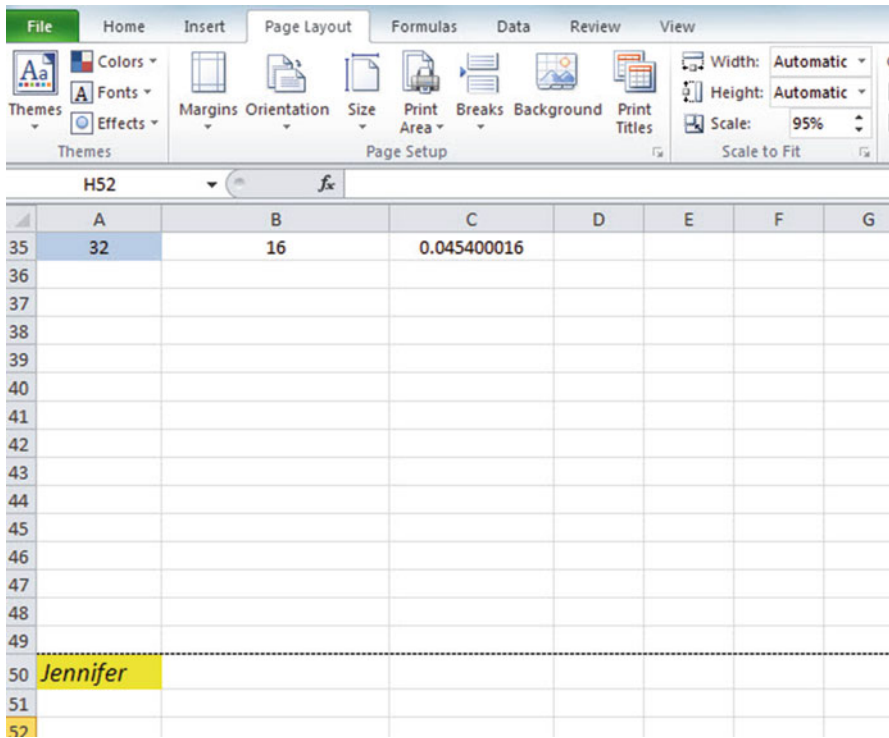 File Home Insert Page Layout Formulas Data Review View
Colors Width: Automatic
Aa A Fonts Height: Automatic
Themes Effects Margins Orientation Size Print Area Breaks Background Print Titles Scale: 95%
Themes Page Setup Scale to Fit
H52 fx
A B C D E F G
35 32 16 0.045400016
36
37
38
39
40
41
42
43
44
45
46
47
48
49
50 Jennifer
51
52